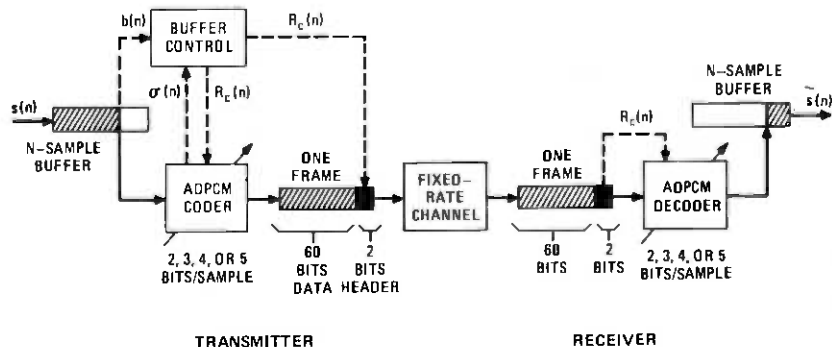 b(n)
BUFFER
CONTROL
R_c(n)
σ(n)
R_c(n)
s(n)
N-SAMPLE
BUFFER
ADPCM
CODER
2, 3, 4, OR 5
BITS/SAMPLE
ONE
FRAME
60
BITS
DATA
2
BIT
HEADER
FIXED-
RATE
CHANNEL
ONE
FRAME
60
BITS
2
BITS
R_c(n)
ADPCM
DECODER
2, 3, 4, OR 5
BITS/SAMPLE
N-SAMPLE
BUFFER
s̃(n)
TRANSMITTER
RECEIVER